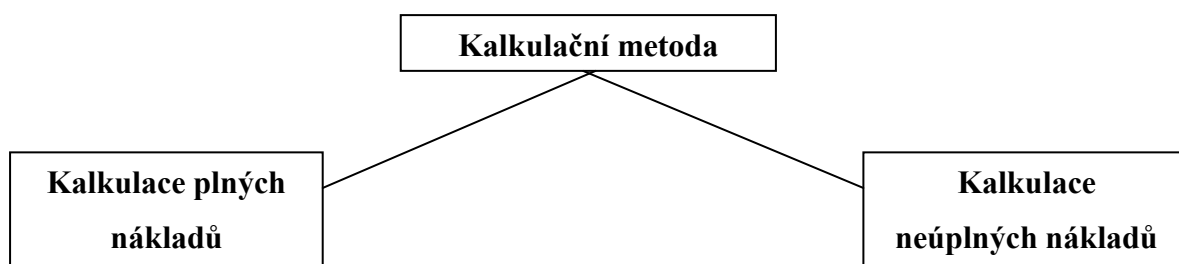 Kalkulační metoda
Kalkulace plných
nákladů
Kalkulace
neúplných nákladů